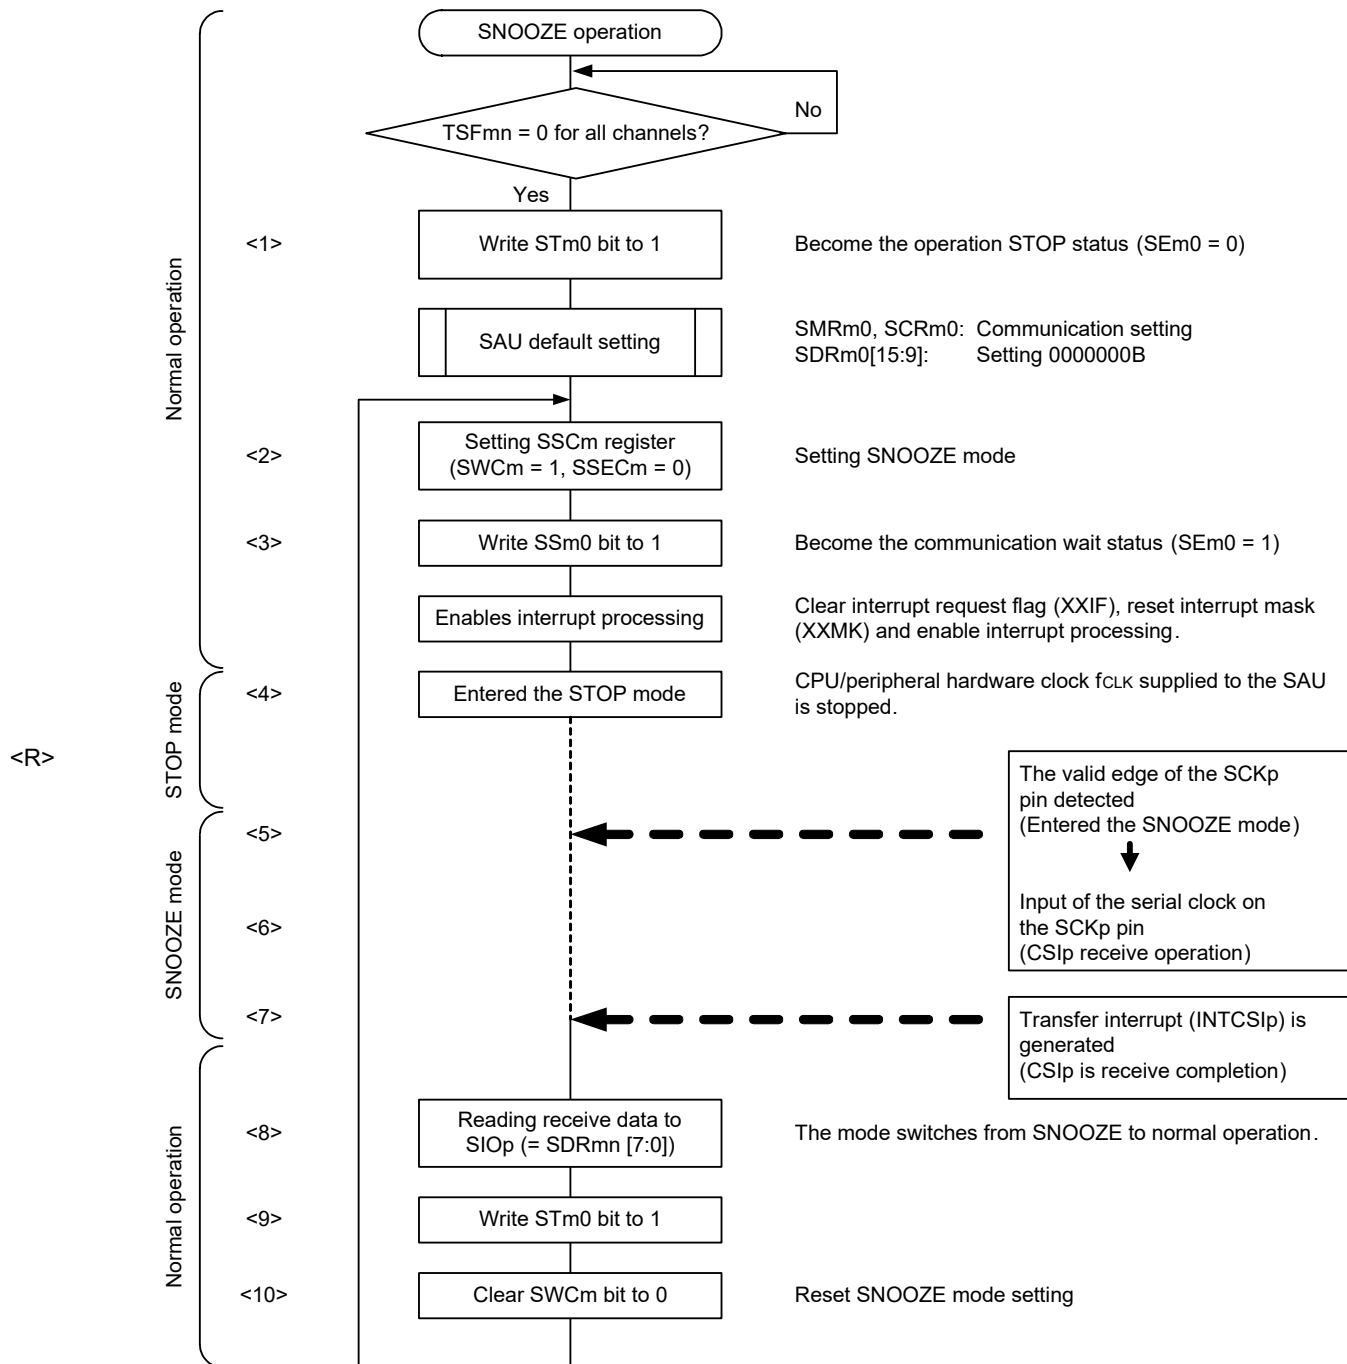 SNOOZE operation
No
TSFmn = 0 for all channels?
Yes
Normal operation
<1>
Write STm0 bit to 1
Become the operation STOP status (SEm0 = 0)
SAU default setting
SMRm0, SCRm0: Communication setting
SDRm0[15:9]: Setting 0000000B
<2>
Setting SSCm register
(SWCm = 1, SSECm = 0)
Setting SNOOZE mode
<3>
Write SSm0 bit to 1
Become the communication wait status (SEm0 = 1)
Enables interrupt processing
Clear interrupt request flag (XXIF), reset interrupt mask
(XXMK) and enable interrupt processing.
STOP mode
<4>
Entered the STOP mode
CPU/peripheral hardware clock fCLK supplied to the SAU
is stopped.
<R>
SNOOZE mode
<5>
The valid edge of the SCKp
pin detected
(Entered the SNOOZE mode)
<6>
Input of the serial clock on
the SCKp pin
(CSIp receive operation)
<7>
Transfer interrupt (INTCSIp) is
generated
(CSIp is receive completion)
Normal operation
<8>
Reading receive data to
SIOp (= SDRmn [7:0])
The mode switches from SNOOZE to normal operation.
<9>
Write STm0 bit to 1
<10>
Clear SWCm bit to 0
Reset SNOOZE mode setting